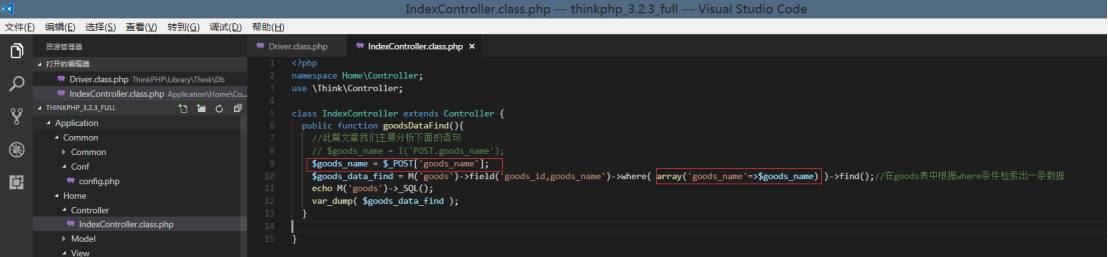 IndexController.class.php — thinkphp_3.2.3_full — Visual Studio Code
文件(F) 编辑(E) 选择(S) 查看(V) 转到(G) 调试(D) 帮助(H)
资源管理器
打开的编辑器
Driver.class.php ThinkPHP\Library\Think\Db
IndexController.class.php Application\Home\Co...
THINKPHP_3.2.3_FULL
Application
Common
Common
Conf
config.php
Home
Controller
IndexController.class.php
Model
View
Driver.class.php IndexController.class.php ×
1 <?php
2 namespace Home\Controller;
3 use \Think\Controller;
4
5 class IndexController extends Controller {
6 public function goodsDataFind(){
7 //此篇文章我们主要分析下面的语句
8 // $goods_name = I('POST.goods_name');
9 $goods_name = $_POST['goods_name'];
10 $goods_data_find = M('goods')->field('goods_id,goods_name')->where( array('goods_name'=>$goods_name) )->find();//在goods表中根据where条件检索出一条数据
11 echo M('goods')->_SQL();
12 var_dump( $goods_data_find );
13 }
14
15 }